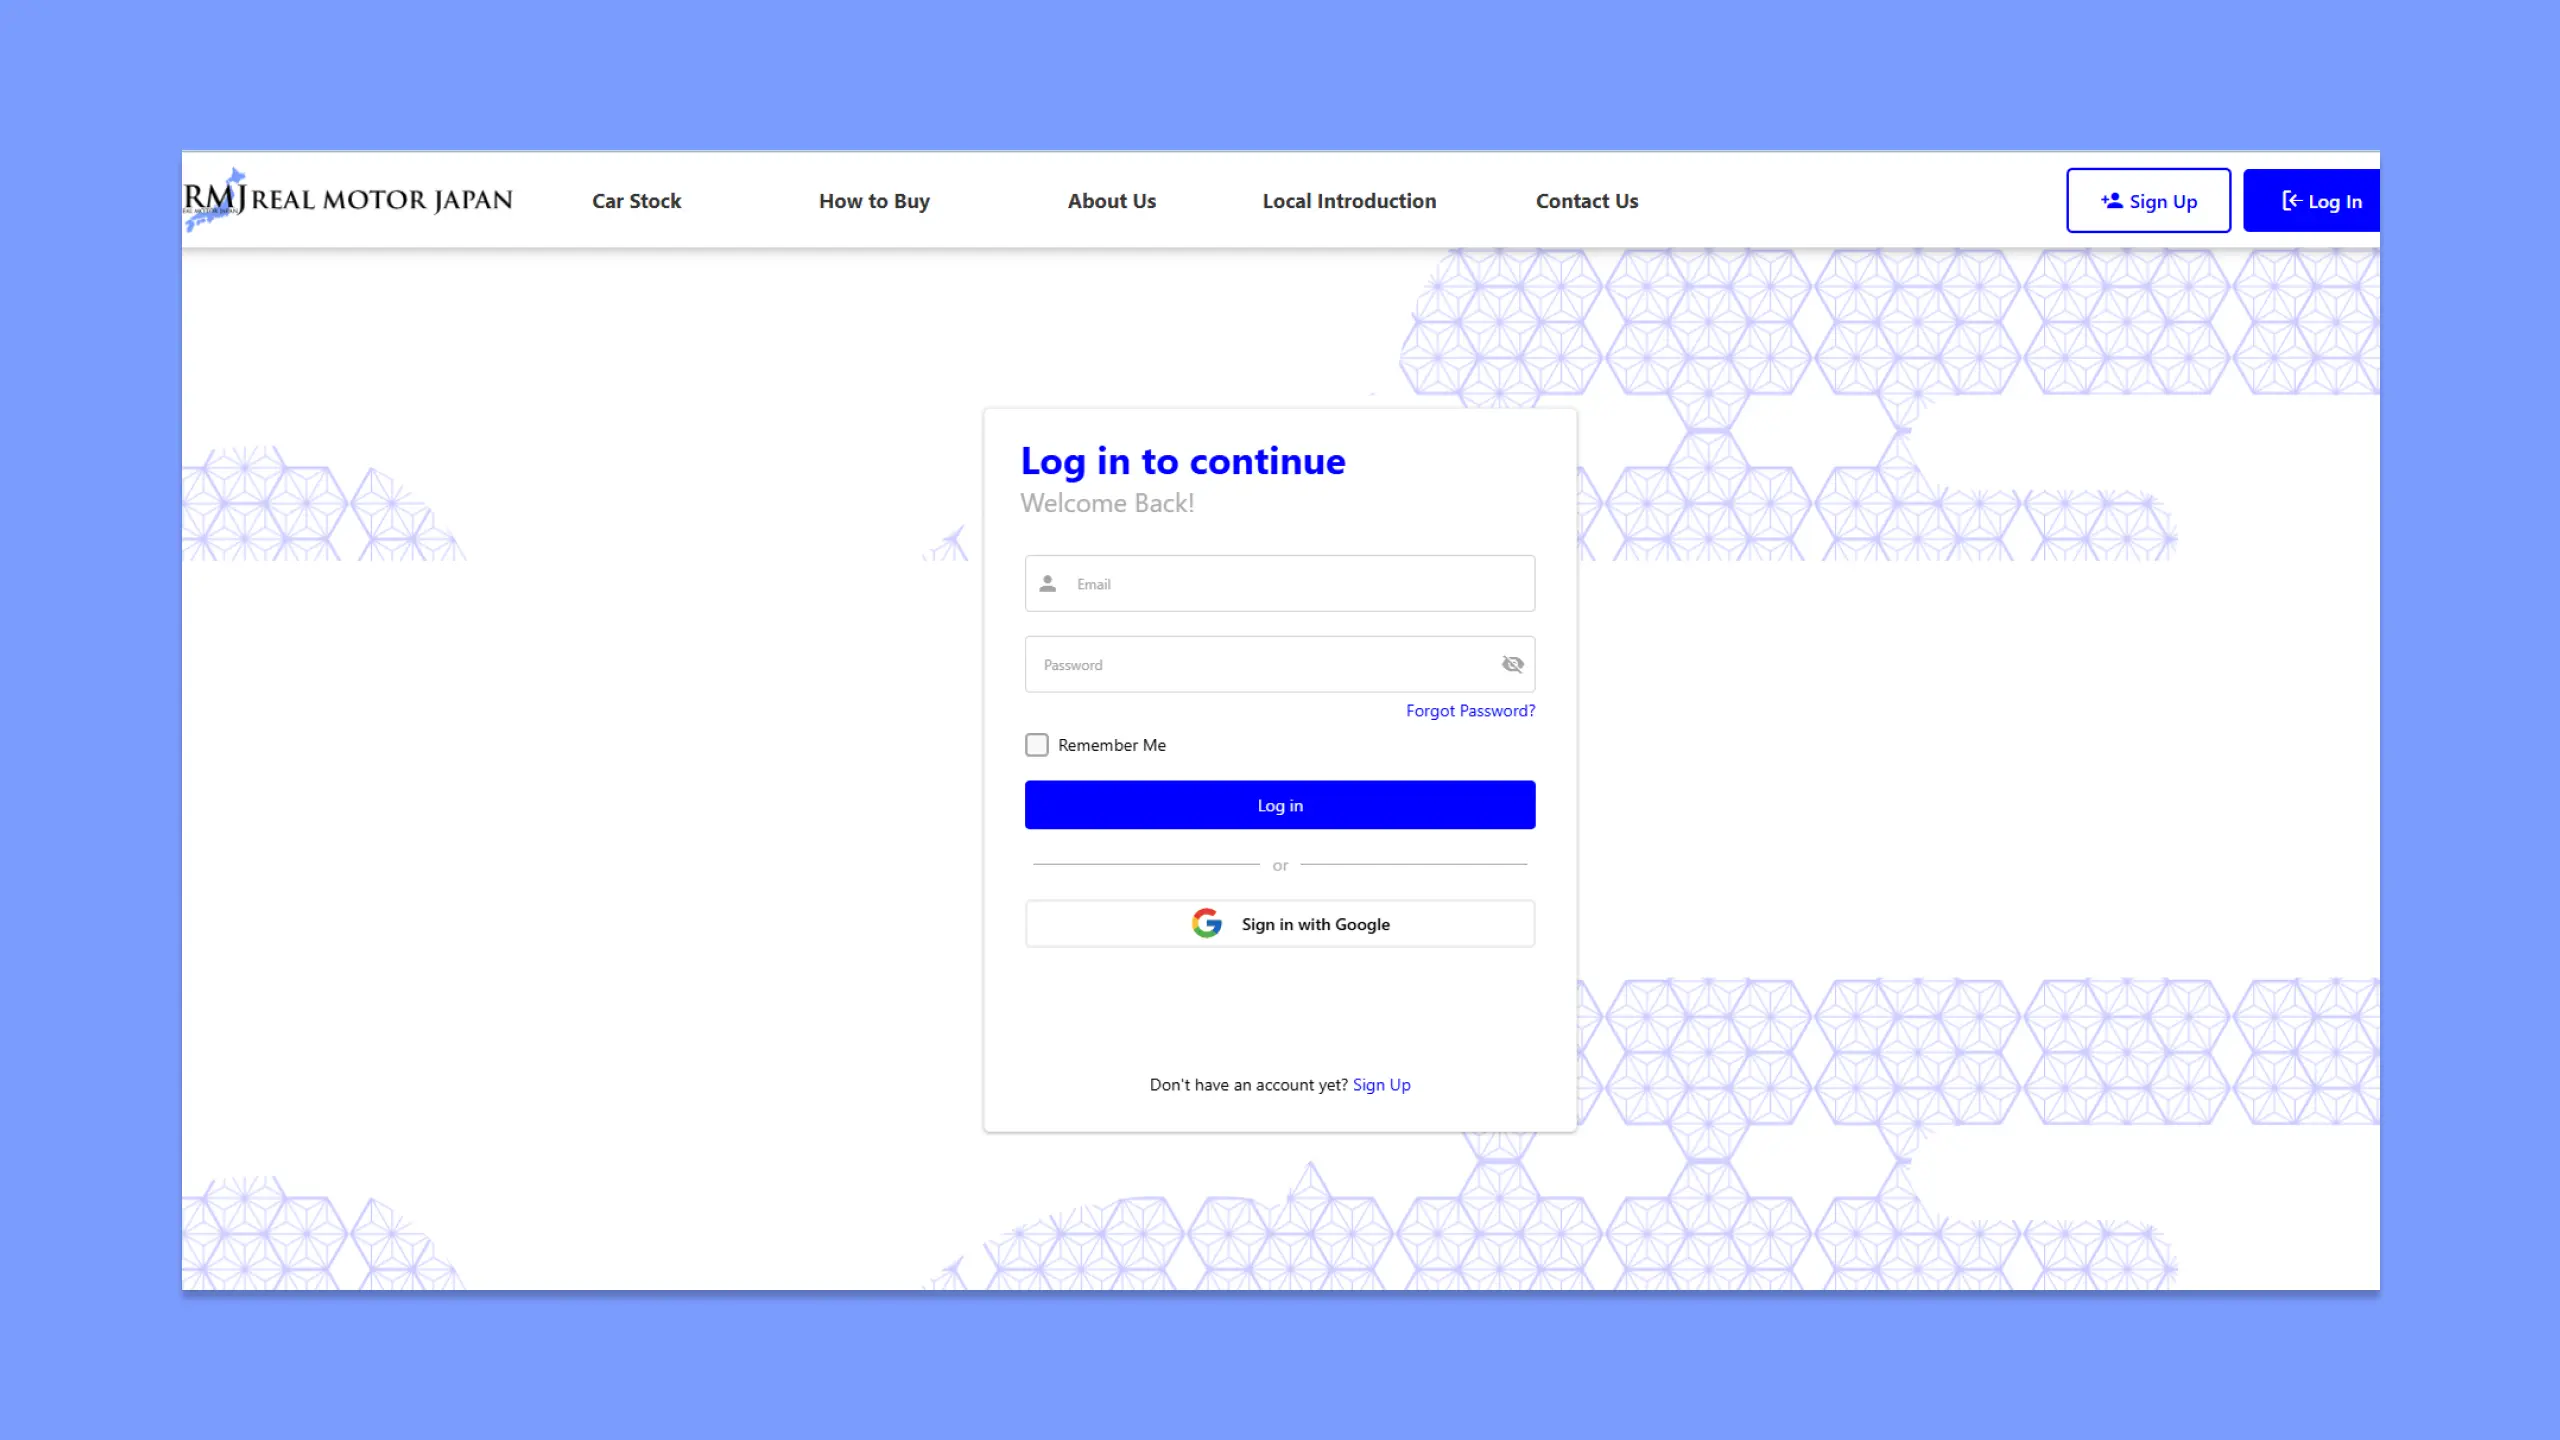 RMJ REAL MOTOR JAPAN
Car Stock
How to Buy
About Us
Local Introduction
Contact Us
Sign Up
Log In
Log in to continue
Welcome Back!
Email
Password
Forgot Password?
Remember Me
Log in
or
Sign in with Google
Don't have an account yet? Sign Up